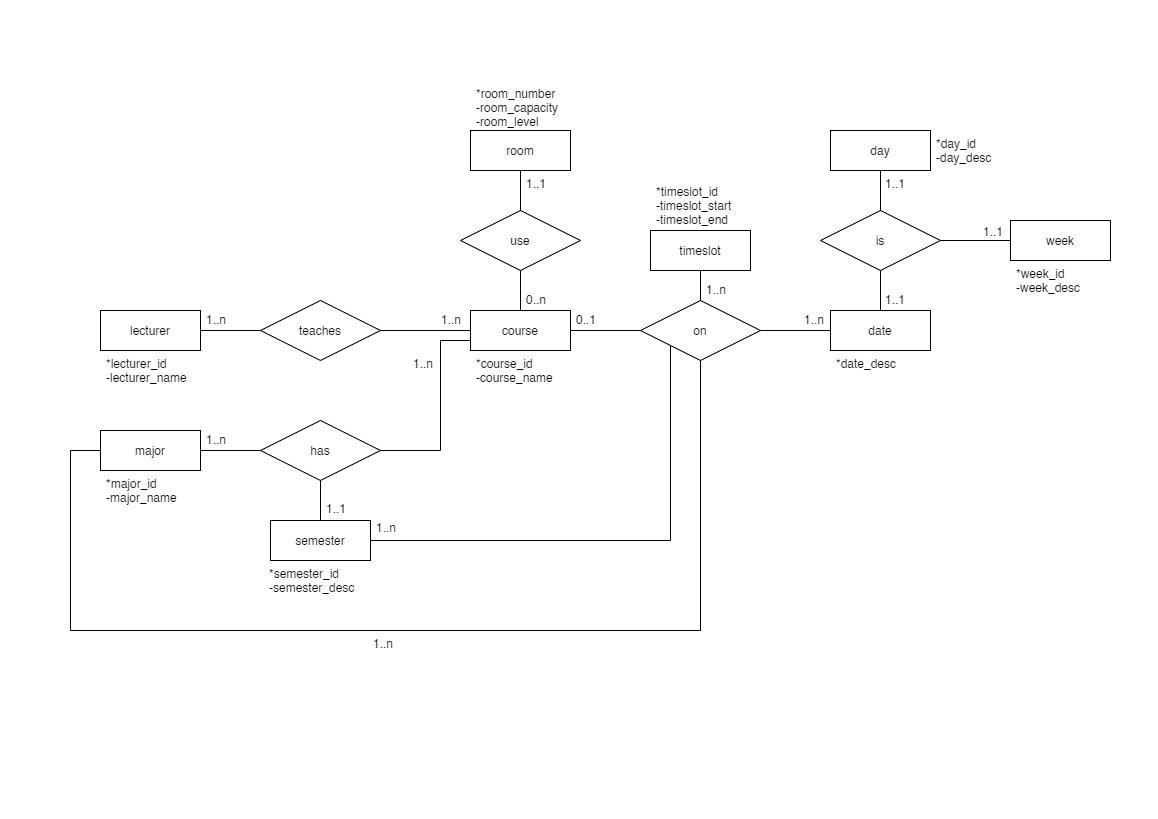 *room_number
-room_capacity
-room_level
room
1..1
use
0..n
*timeslot_id
-timeslot_start
-timeslot_end
timeslot
1..n
day
*day_id
-day_desc
1..1
is
1..1
week
*week_id
-week_desc
1..1
lecturer
1..n
*lecturer_id
-lecturer_name
teaches
1..n
course
0..1
*course_id
-course_name
on
1..n
date
*date_desc
1..n
major
1..n
*major_id
-major_name
has
1..1
semester
1..n
*semester_id
-semester_desc
1..n